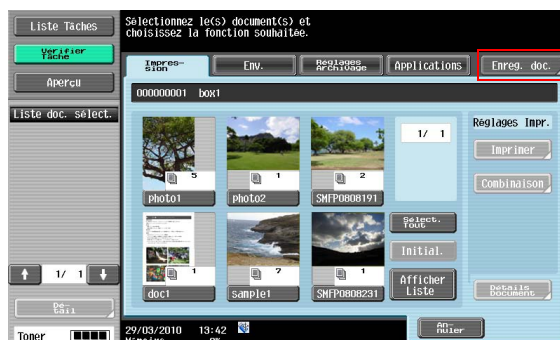 Liste Tâches
Vérifier
Tâche
Aperçu
Liste doc. sélect.
1/ 1
Dé-
tail
Toner
Sélectionnez le(s) document(s) et
choisissez la fonction souhaitée.
Impres-
sion
Env.
Réglages
Archivage
Applications
Enreg. doc.
000000001 box1
5
photo1
1
photo2
2
SMFP0808191
1
doc1
7
sample1
1
SMFP0808231
1/ 1
Sélect.
Tout
Initial.
Afficher
Liste
Réglages Impr.
Imprimer
Combinaison
Détails
Document
29/03/2010 13:42
An-
nuler